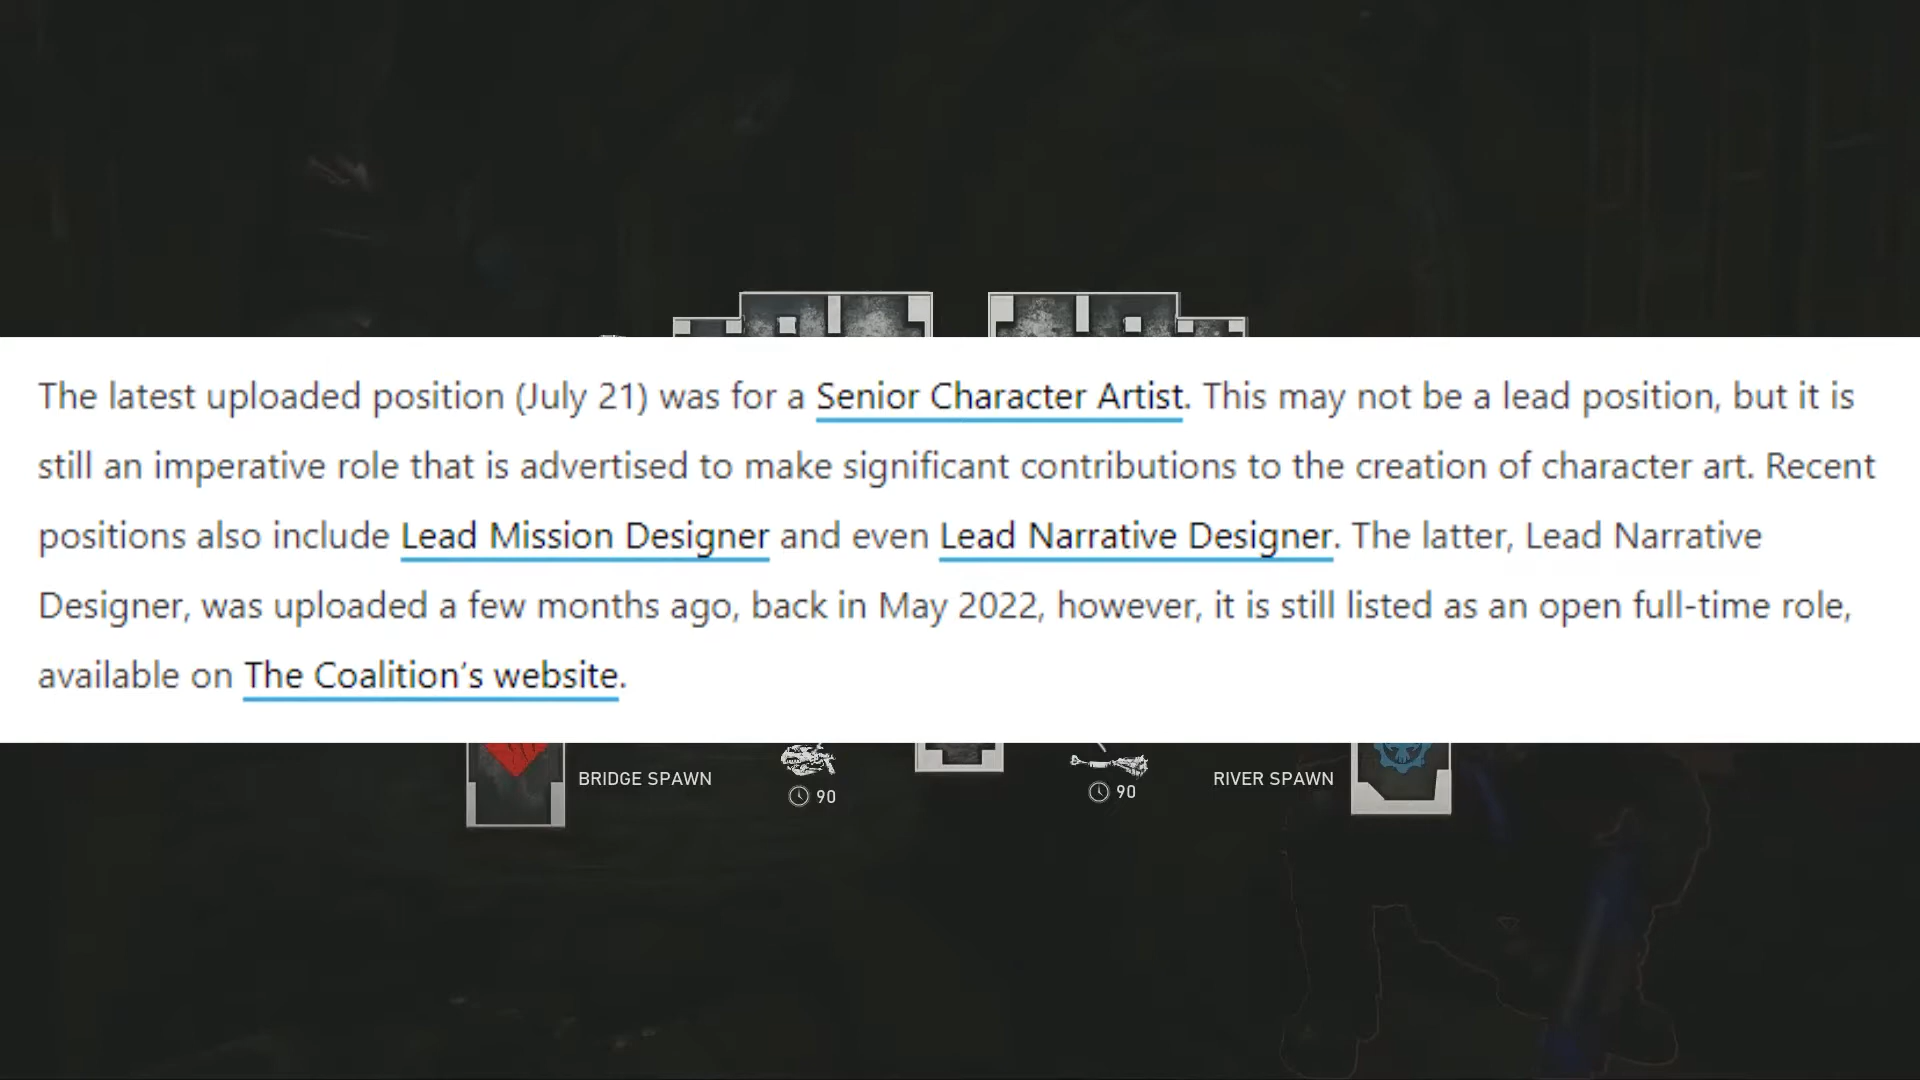 The latest uploaded position (July 21) was for a Senior Character Artist. This may not be a lead position, but it is
still an imperative role that is advertised to make significant contributions to the creation of character art. Recent
positions also include Lead Mission Designer and even Lead Narrative Designer. The latter, Lead Narrative
Designer, was uploaded a few months ago, back in May 2022, however, it is still listed as an open full-time role,
available on The Coalition’s website.
BRIDGE SPAWN
90
90
RIVER SPAWN